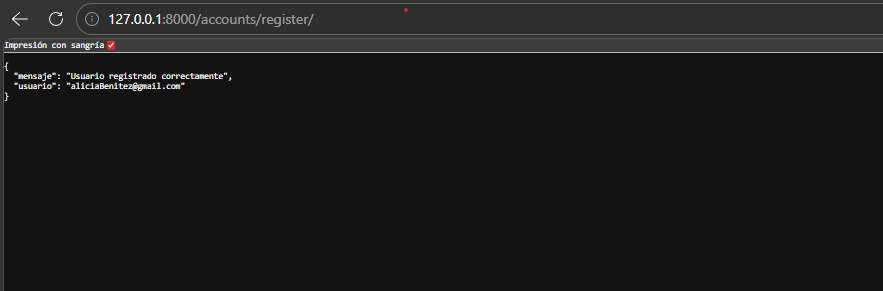 127.0.0.1:8000/accounts/register/
Impresión con sangría
{
"mensaje": "Usuario registrado correctamente",
"usuario": "aliciaBenitez@gmail.com"
}